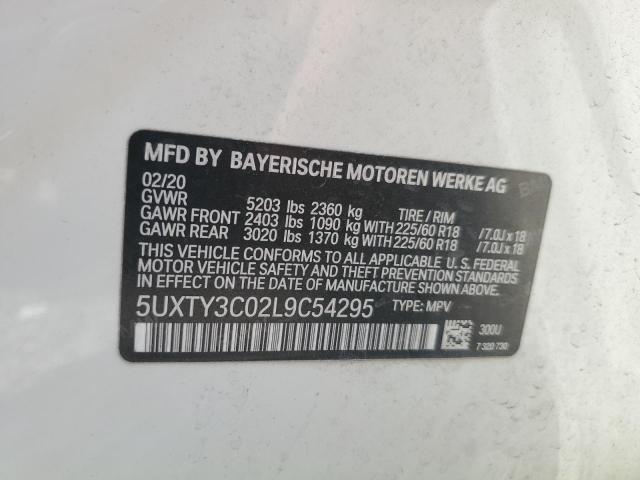 MFD BY BAYERISCHE MOTOREN WERKE AG
02/20
GVWR 5203 lbs 2360 kg TIRE / RIM
GAWR FRONT 2403 lbs 1090 kg WITH 225/60 R18 /7.0J x 18
GAWR REAR 3020 lbs 1370 kg WITH 225/60 R18 /7.0J x 18
THIS VEHICLE CONFORMS TO ALL APPLICABLE U. S. FEDERAL
MOTOR VEHICLE SAFETY AND THEFT PREVENTION STANDARDS
IN EFFECT ON THE DATE OF MANUFACTURE SHOWN ABOVE.
5UXTY3C02L9C54295 TYPE: MPV
300U
7 320 730